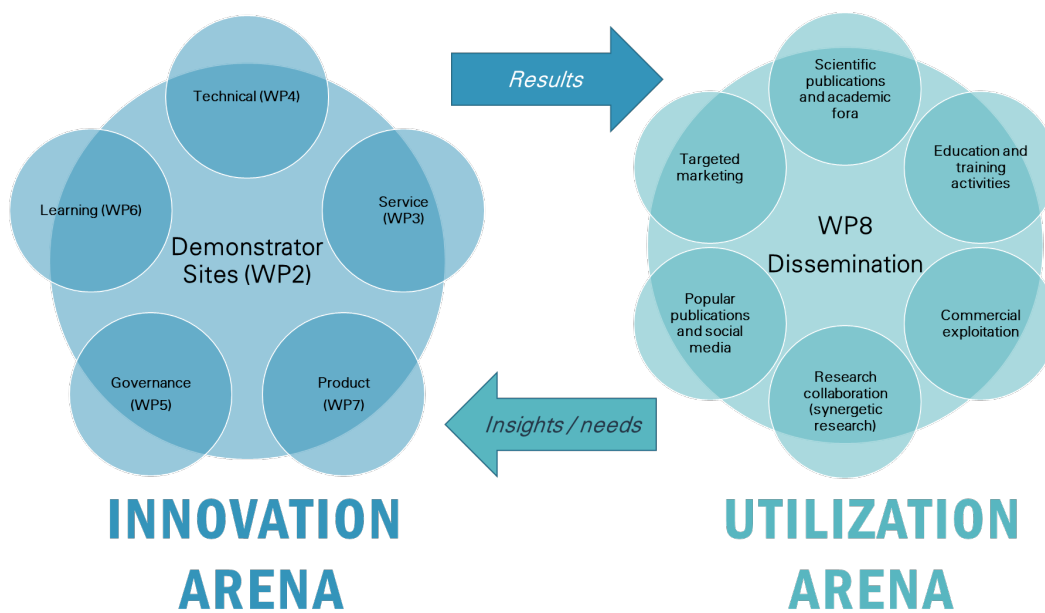 Technical (WP4)
Service
(WP3)
Learning (WP6)
Demonstrator
Sites (WP2)
Governance
(WP5)
Product
(WP7)
INNOVATION
ARENA
Results
Insights / needs
Scientific
publications
and academic
fora
Targeted
marketing
Education and
training
activities
WP8
Dissemination
Popular
publications
and social
media
Commercial
exploitation
Research
collaboration
(synergetic
research)
UTILIZATION
ARENA